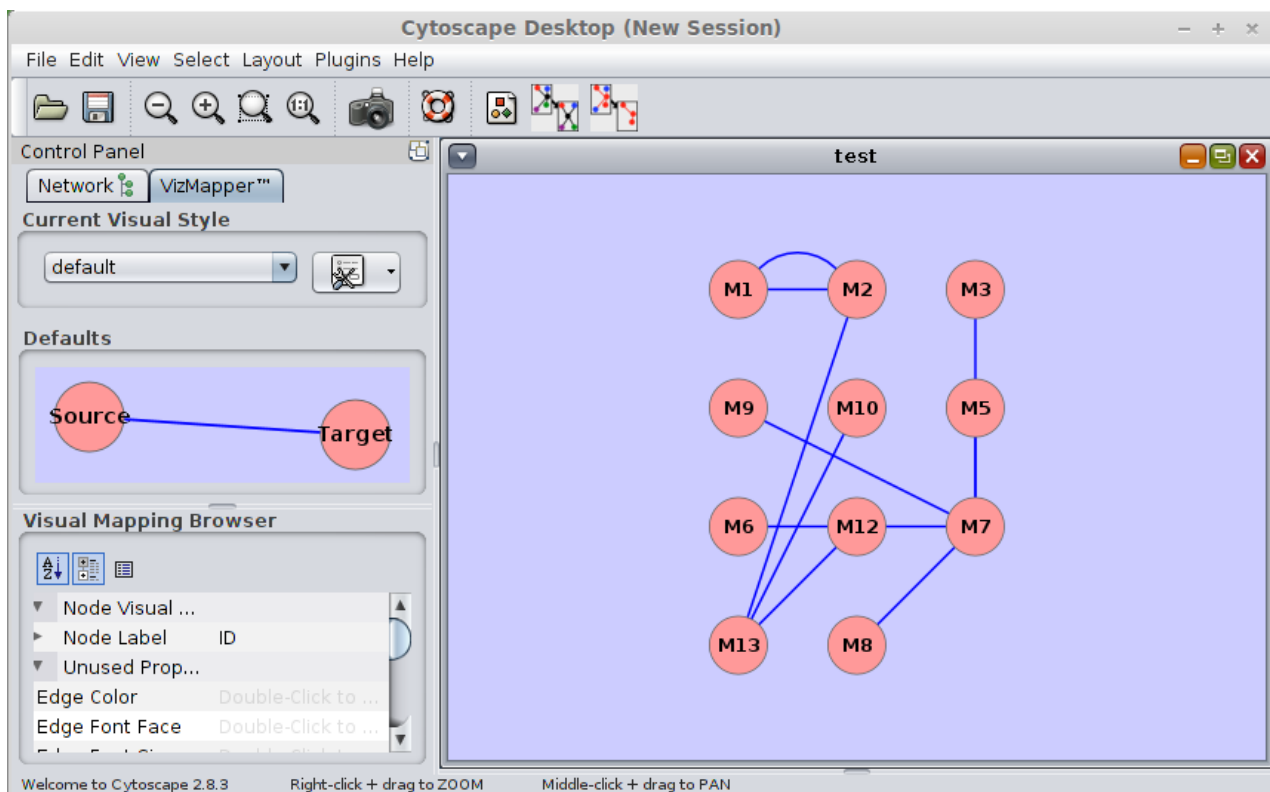 Cytoscape Desktop (New Session)
File Edit View Select Layout Plugins Help
1:1
Control Panel
Network VizMapper™
Current Visual Style
default
Defaults
Source
Target
Visual Mapping Browser
A
Z
Node Visual ...
Node Label ID
Unused Prop...
Edge Color Double-Click to ...
Edge Font Face Double-Click to ...
test
M1 M2 M3
M9 M10 M5
M6 M12 M7
M13 M8
Welcome to Cytoscape 2.8.3 Right-click + drag to ZOOM Middle-click + drag to PAN